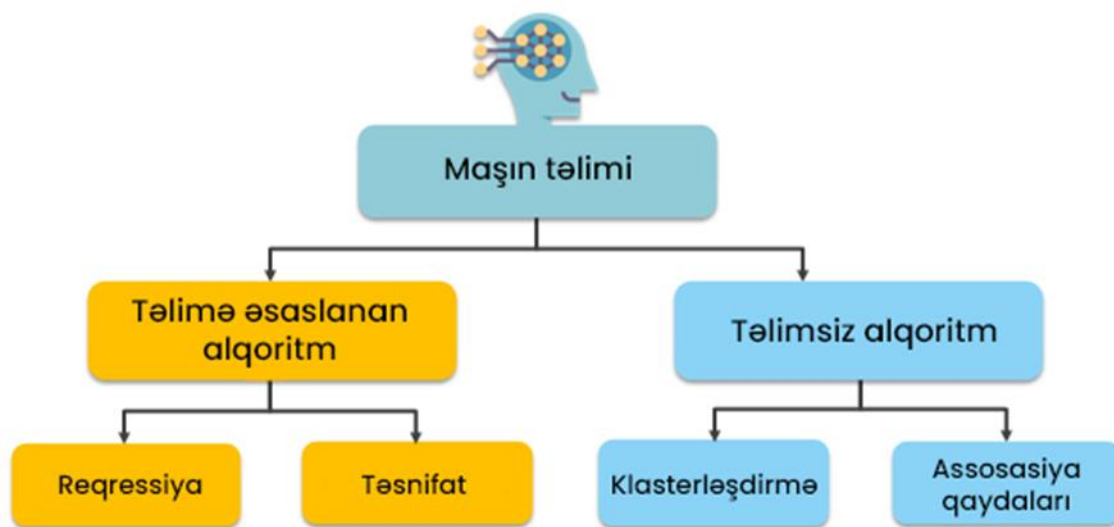 Maşın təlimi
Təlimə əsaslanan
alqoritm
Təlimsiz alqoritm
Reqressiya
Təsnifat
Klasterləşdirmə
Assosasiya
qaydaları